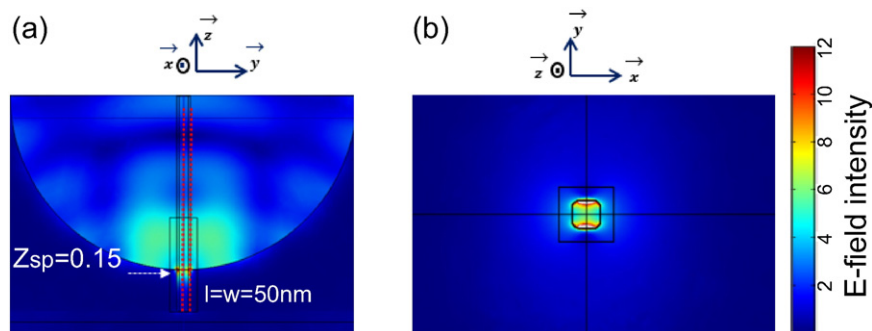 (a)
z
x
y
Zsp=0.15
l=w=50nm
(b)
y
z
x
12
10
8
6
4
2
E-field intensity